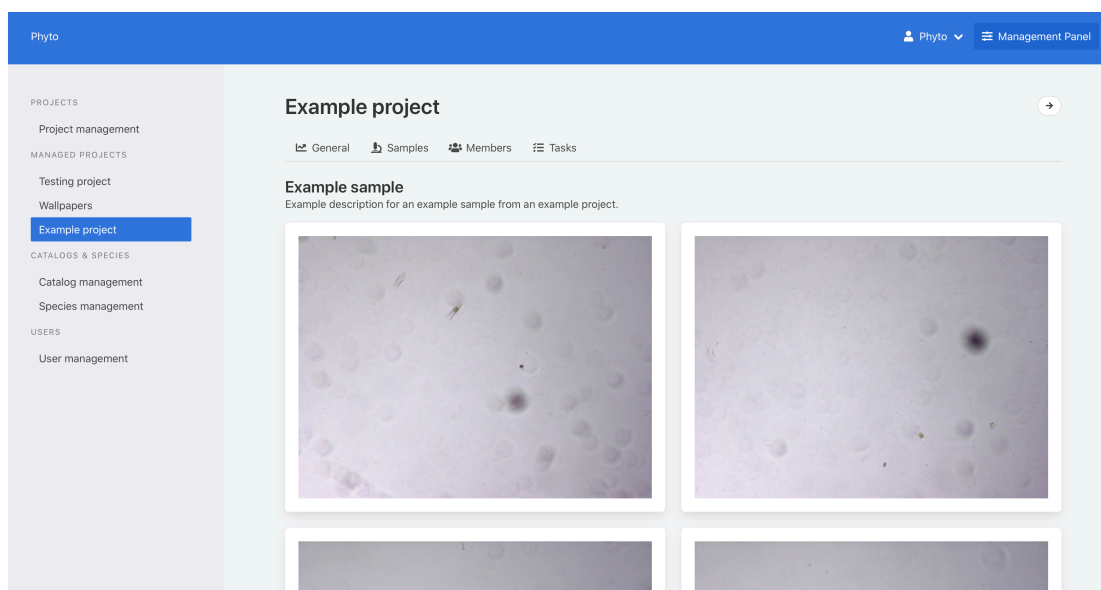 Phyto
Phyto
Management Panel
PROJECTS
Project management
MANAGED PROJECTS
Testing project
Wallpapers
Example project
CATALOGS & SPECIES
Catalog management
Species management
USERS
User management
Example project
General Samples Members Tasks
Example sample
Example description for an example sample from an example project.